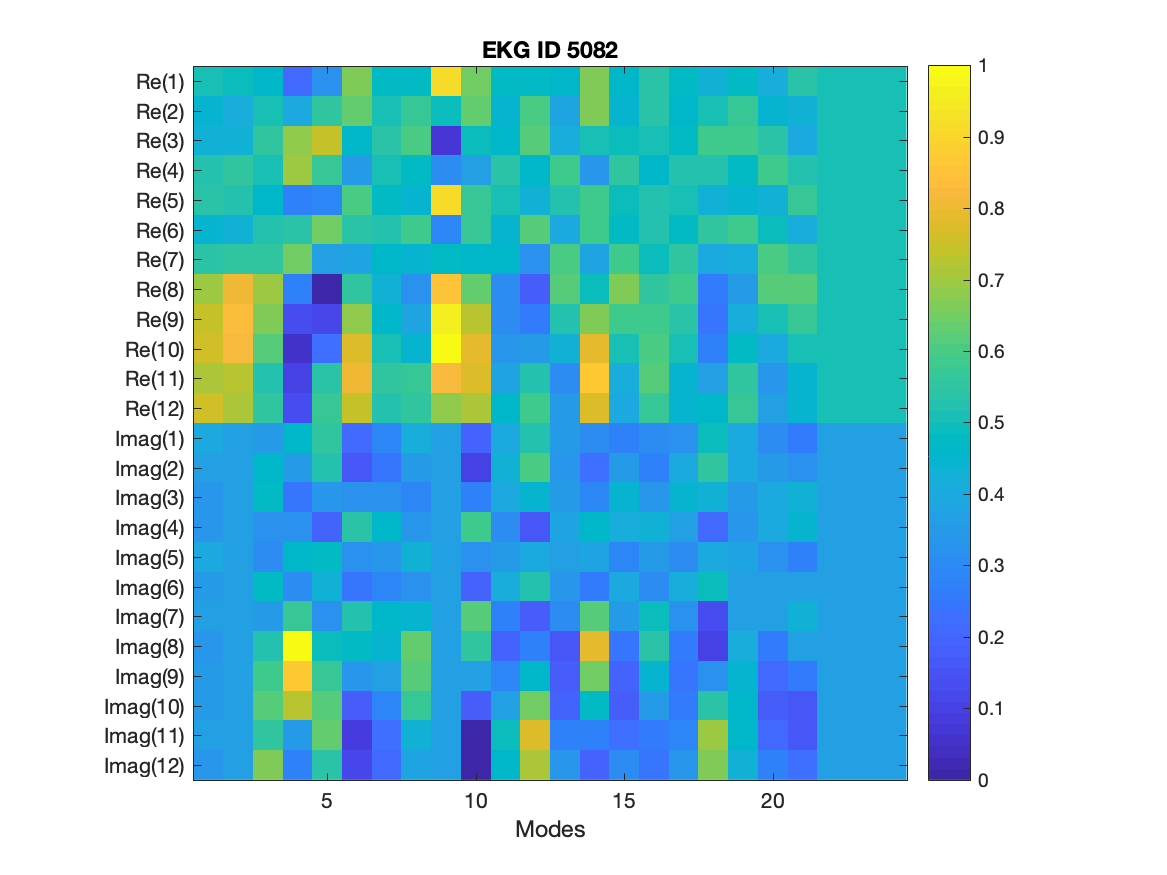 EKG ID 5082
Re(1)
Re(2)
Re(3)
Re(4)
Re(5)
Re(6)
Re(7)
Re(8)
Re(9)
Re(10)
Re(11)
Re(12)
Imag(1)
Imag(2)
Imag(3)
Imag(4)
Imag(5)
Imag(6)
Imag(7)
Imag(8)
Imag(9)
Imag(10)
Imag(11)
Imag(12)
5 10 15 20
Modes
1
0.9
0.8
0.7
0.6
0.5
0.4
0.3
0.2
0.1
0